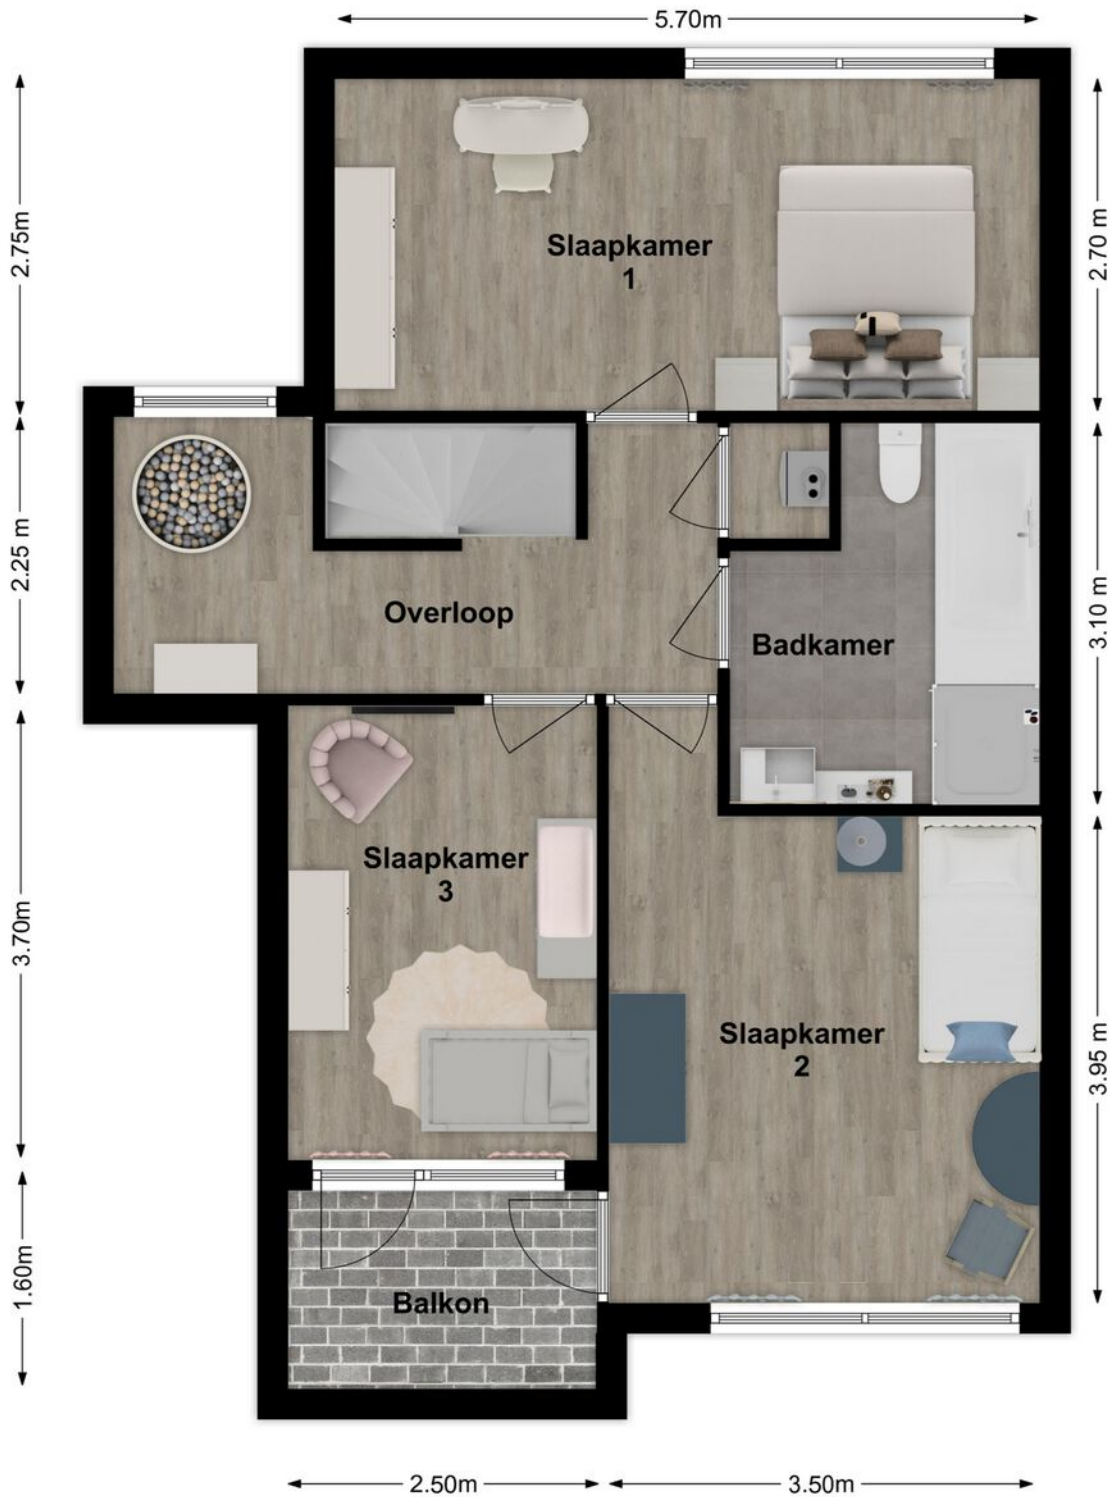 5.70m
2.75m
Slaapkamer
1
2.70 m
2.25 m
Overloop
Badkamer
3.10 m
Slaapkamer
3
3.70m
Slaapkamer
2
3.95 m
1.60m
Balkon
2.50m
3.50m